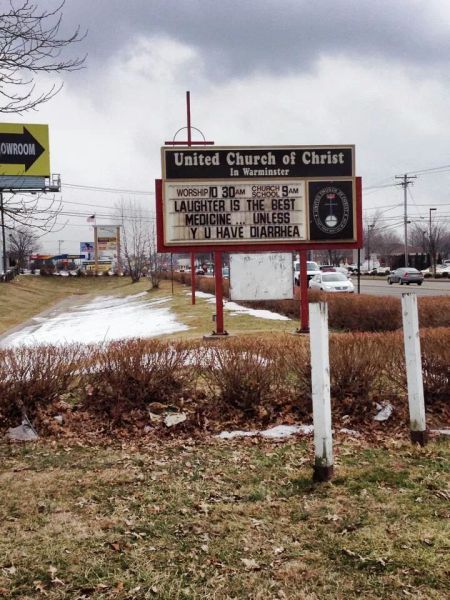 OWROOM
United Church of Christ
In Warminster
WORSHIP 10 30AM CHURCH SCHOOL 9AM
LAUGHTER IS THE BEST
MEDICINE ... UNLESS
Y U HAVE DIARRHEA